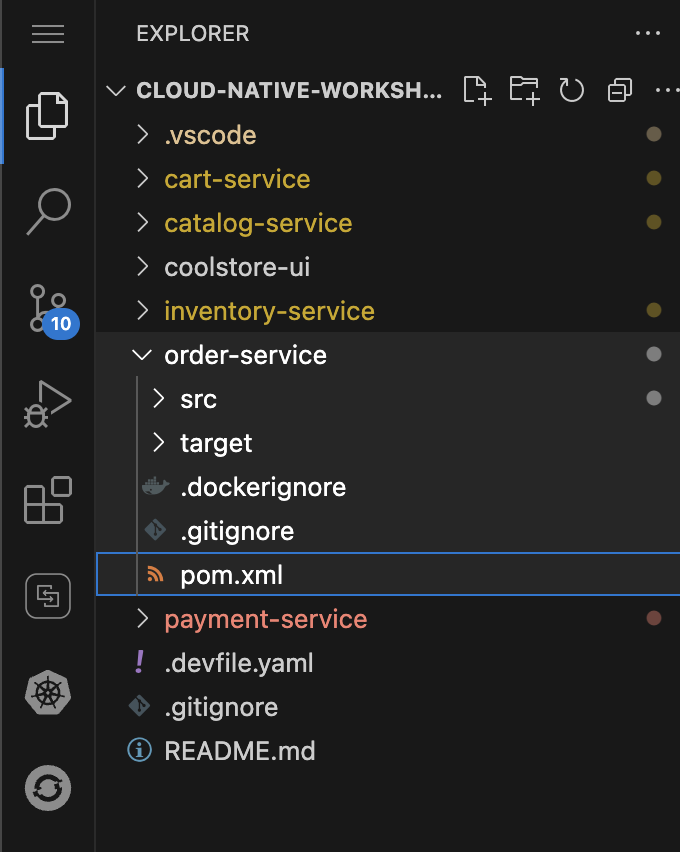 EXPLORER
CLOUD-NATIVE-WORKSH...
.vscode
cart-service
catalog-service
coolstore-ui
inventory-service
10
order-service
src
target
.dockerignore
.gitignore
pom.xml
payment-service
.devfile.yaml
.gitignore
README.md